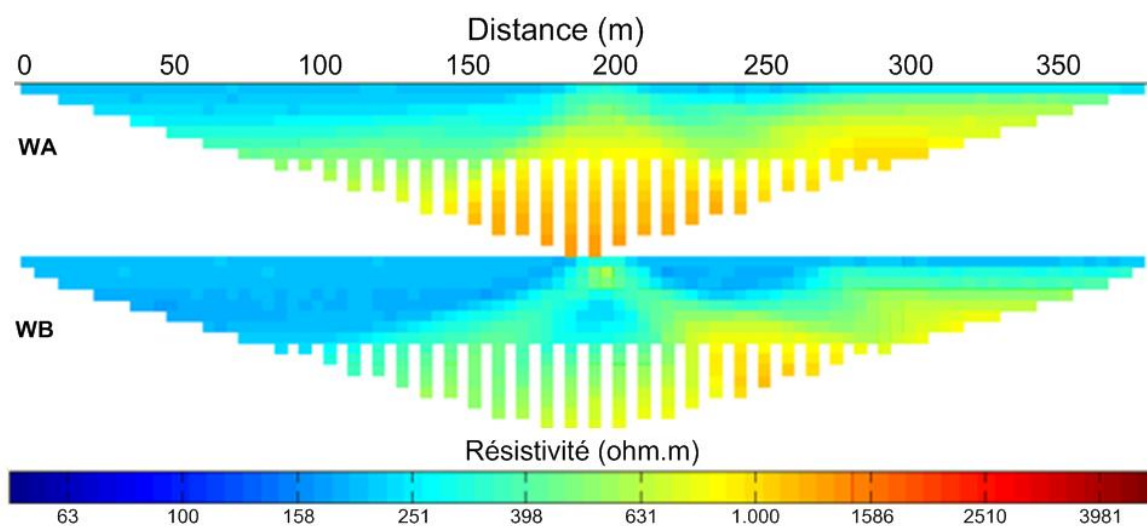 Distance (m)
0 50 100 150 200 250 300 350
WA
WB
Résistivité (ohm.m)
63 100 158 251 398 631 1.000 1586 2510 3981